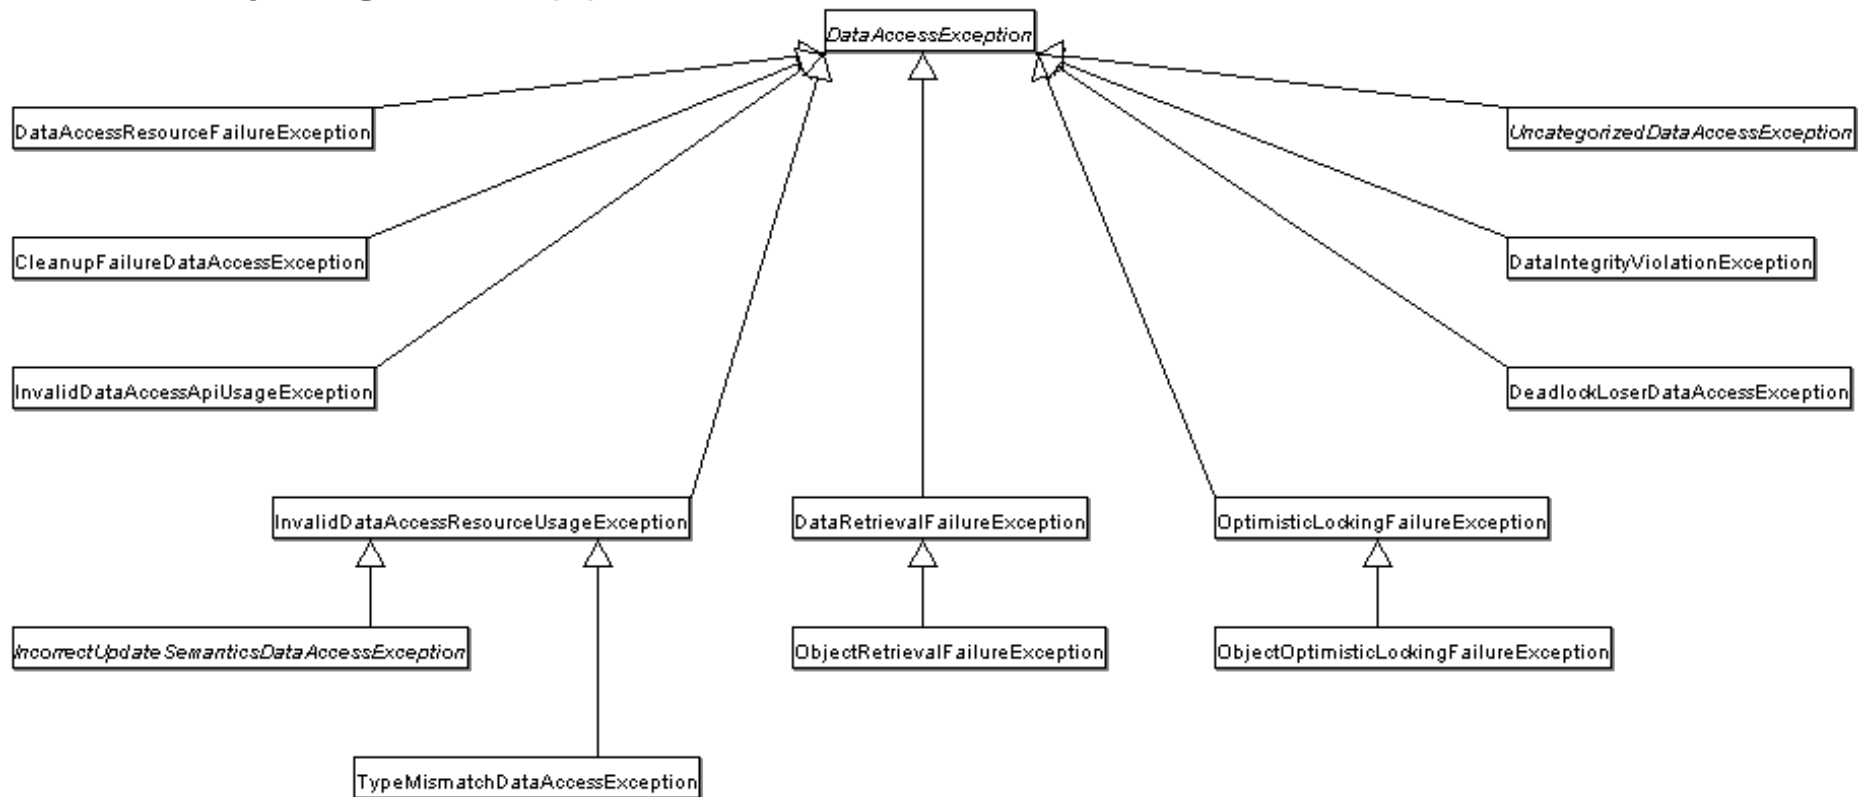 DataAccessException
DataAccessResourceFailureException
UncategorizedDataAccessException
CleanupFailureDataAccessException
DataIntegrityViolationException
InvalidDataAccessApiUsageException
DeadlockLoserDataAccessException
InvalidDataAccessResourceUsageException
DataRetrievalFailureException
OptimisticLockingFailureException
IncorrectUpdateSemanticsDataAccessException
ObjectRetrievalFailureException
ObjectOptimisticLockingFailureException
TypeMismatchDataAccessException